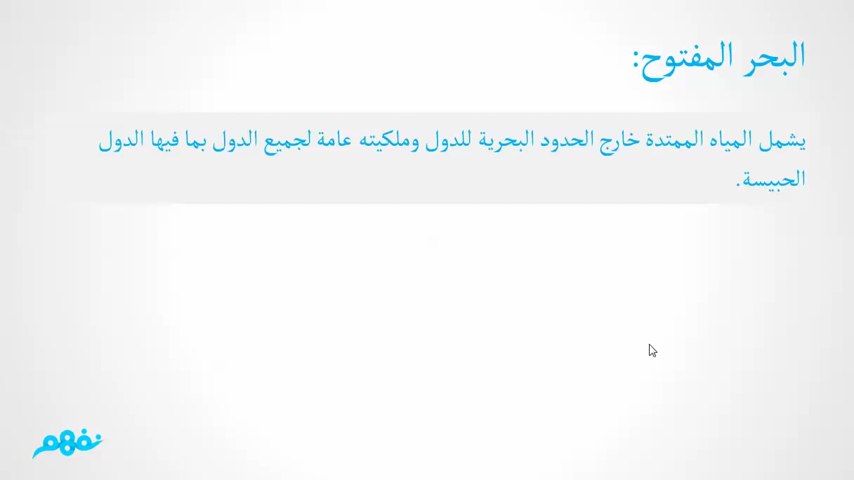 البحر المفتوح:
يشمل المياه الممتدة خارج الحدود البحرية للدول وملكيته عامة لجميع الدول بما فيها الدول
الحبيسة.
نفهم